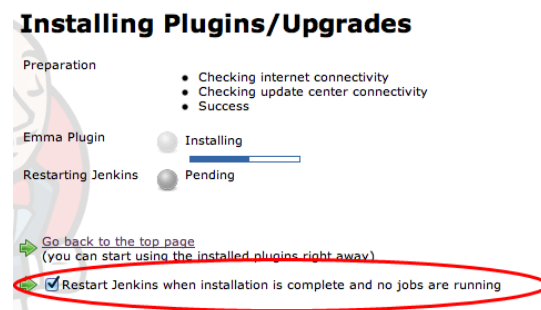 Installing Plugins/Upgrades
Preparation
Checking internet connectivity
Checking update center connectivity
Success
Emma Plugin
Installing
Restarting Jenkins
Pending
Go back to the top page
(you can start using the installed plugins right away)
Restart Jenkins when installation is complete and no jobs are running